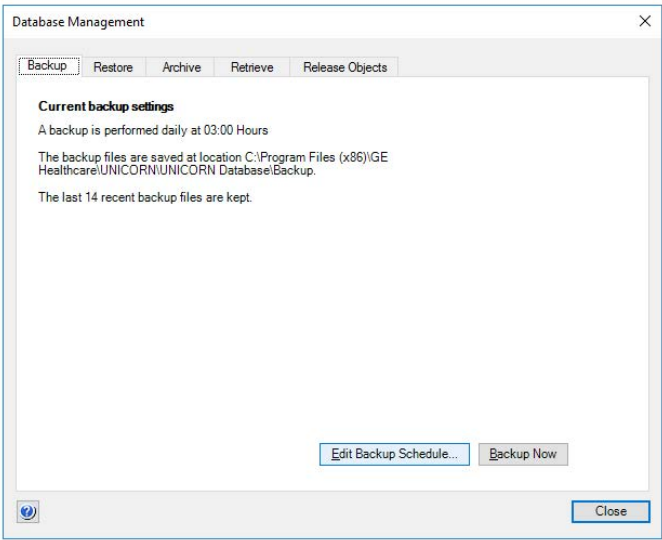 Database Management
Backup Restore Archive Retrieve Release Objects
Current backup settings
A backup is performed daily at 03:00 Hours
The backup files are saved at location C:\Program Files (x86)\GE
Healthcare\UNICORN\UNICORN Database\Backup.
The last 14 recent backup files are kept.
Edit Backup Schedule... Backup Now
? Close